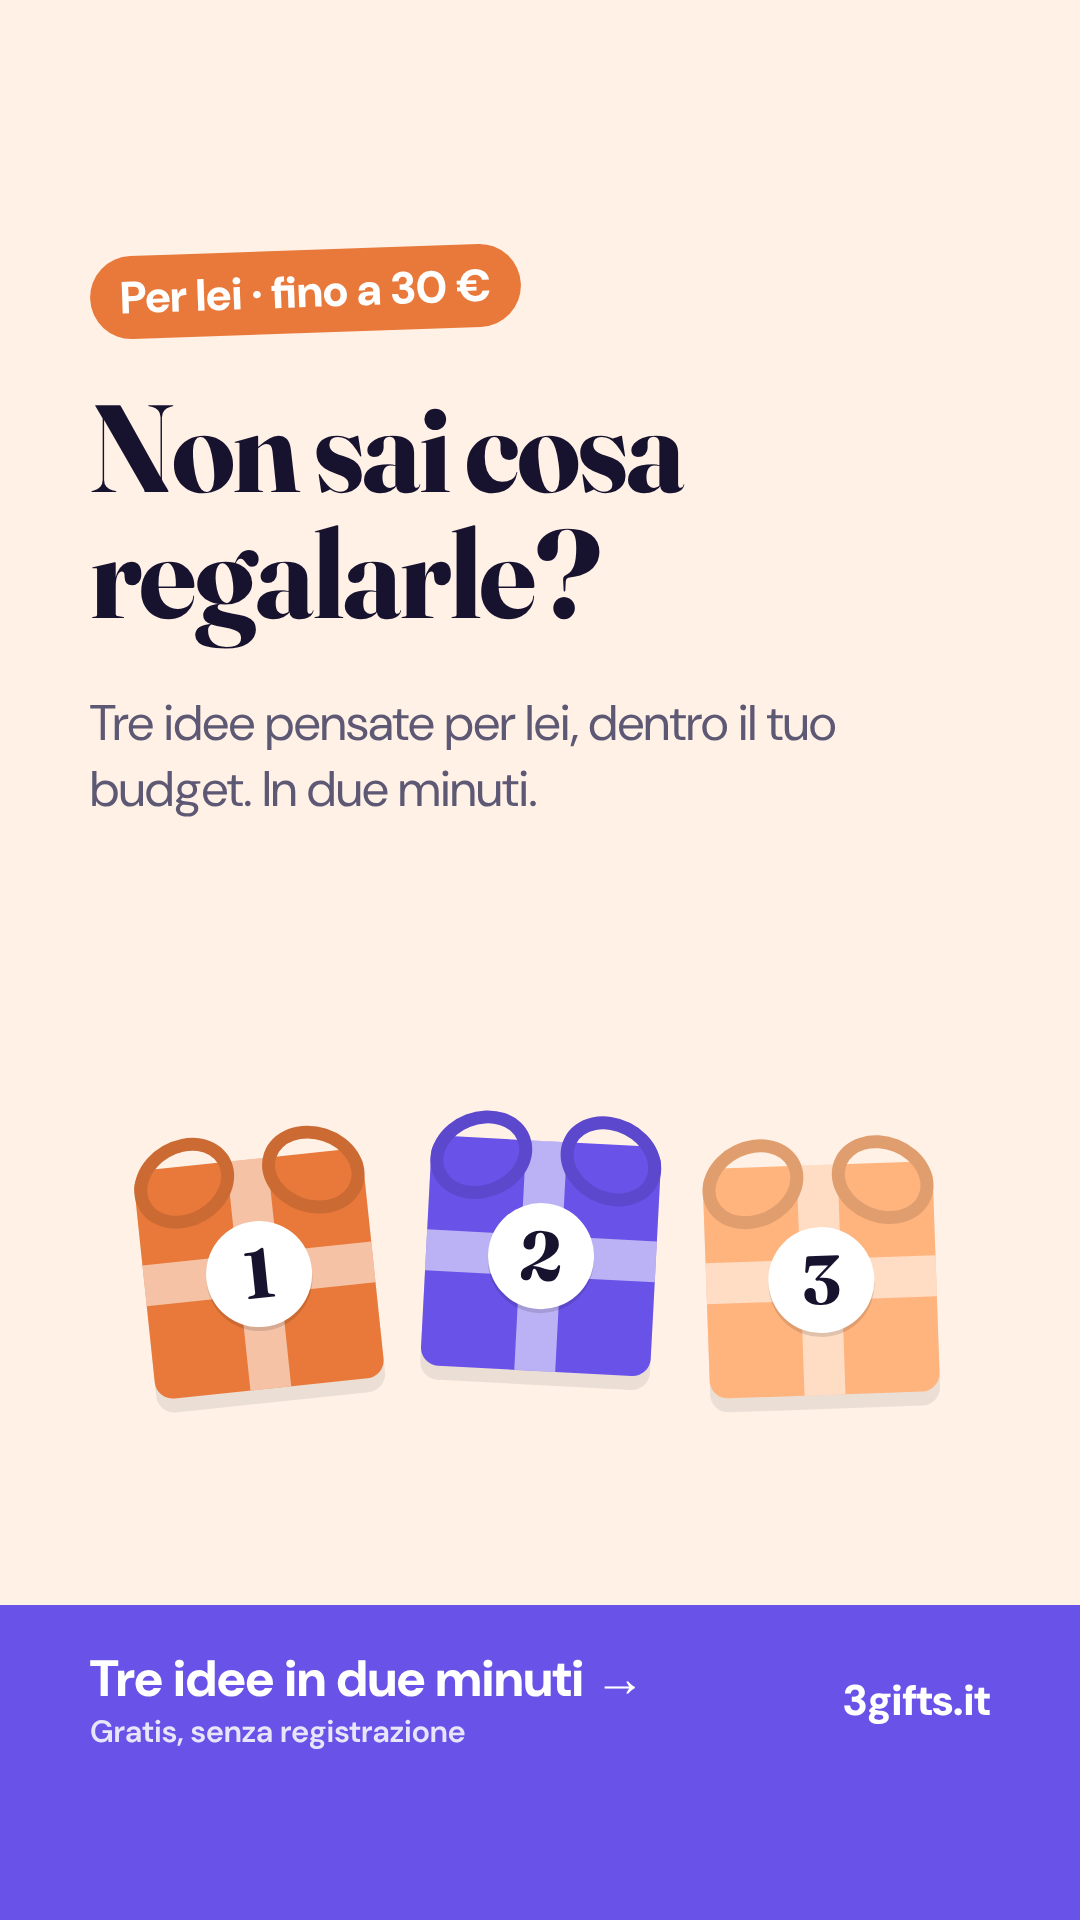 Per lei · fino a 30 €
Non sai cosa
regalarle?
Tre idee pensate per lei, dentro il tuo
budget. In due minuti.
1
2
3
Tre idee in due minuti →
Gratis, senza registrazione
3gifts.it